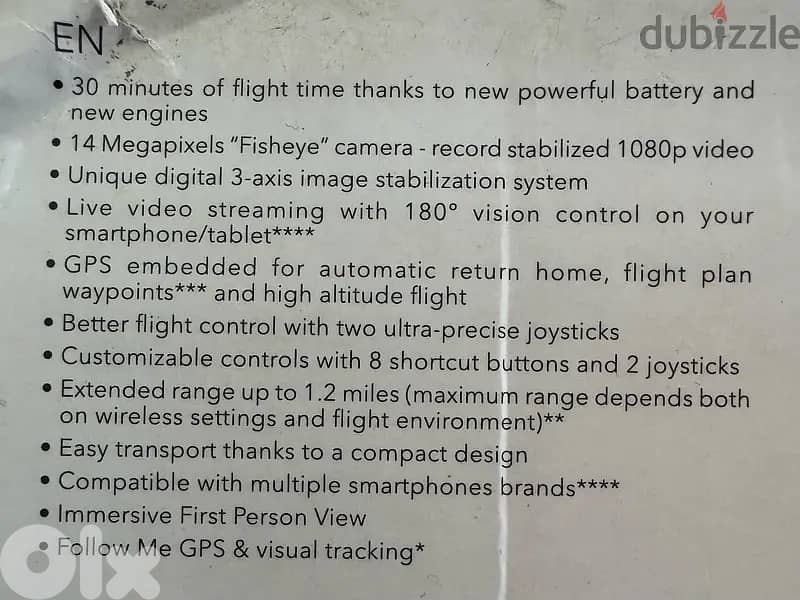 EN
dubizzle
• 30 minutes of flight time thanks to new powerful battery and
new engines
• 14 Megapixels "Fisheye" camera - record stabilized 1080p video
• Unique digital 3-axis image stabilization system
• Live video streaming with 180° vision control on your
smartphone/tablet****
• GPS embedded for automatic return home, flight plan
waypoints*** and high altitude flight
• Better flight control with two ultra-precise joysticks
• Customizable controls with 8 shortcut buttons and 2 joysticks
• Extended range up to 1.2 miles (maximum range depends both
on wireless settings and flight environment)**
• Easy transport thanks to a compact design
• Compatible with multiple smartphones brands****
• Immersive First Person View
• Follow Me GPS & visual tracking*
olx